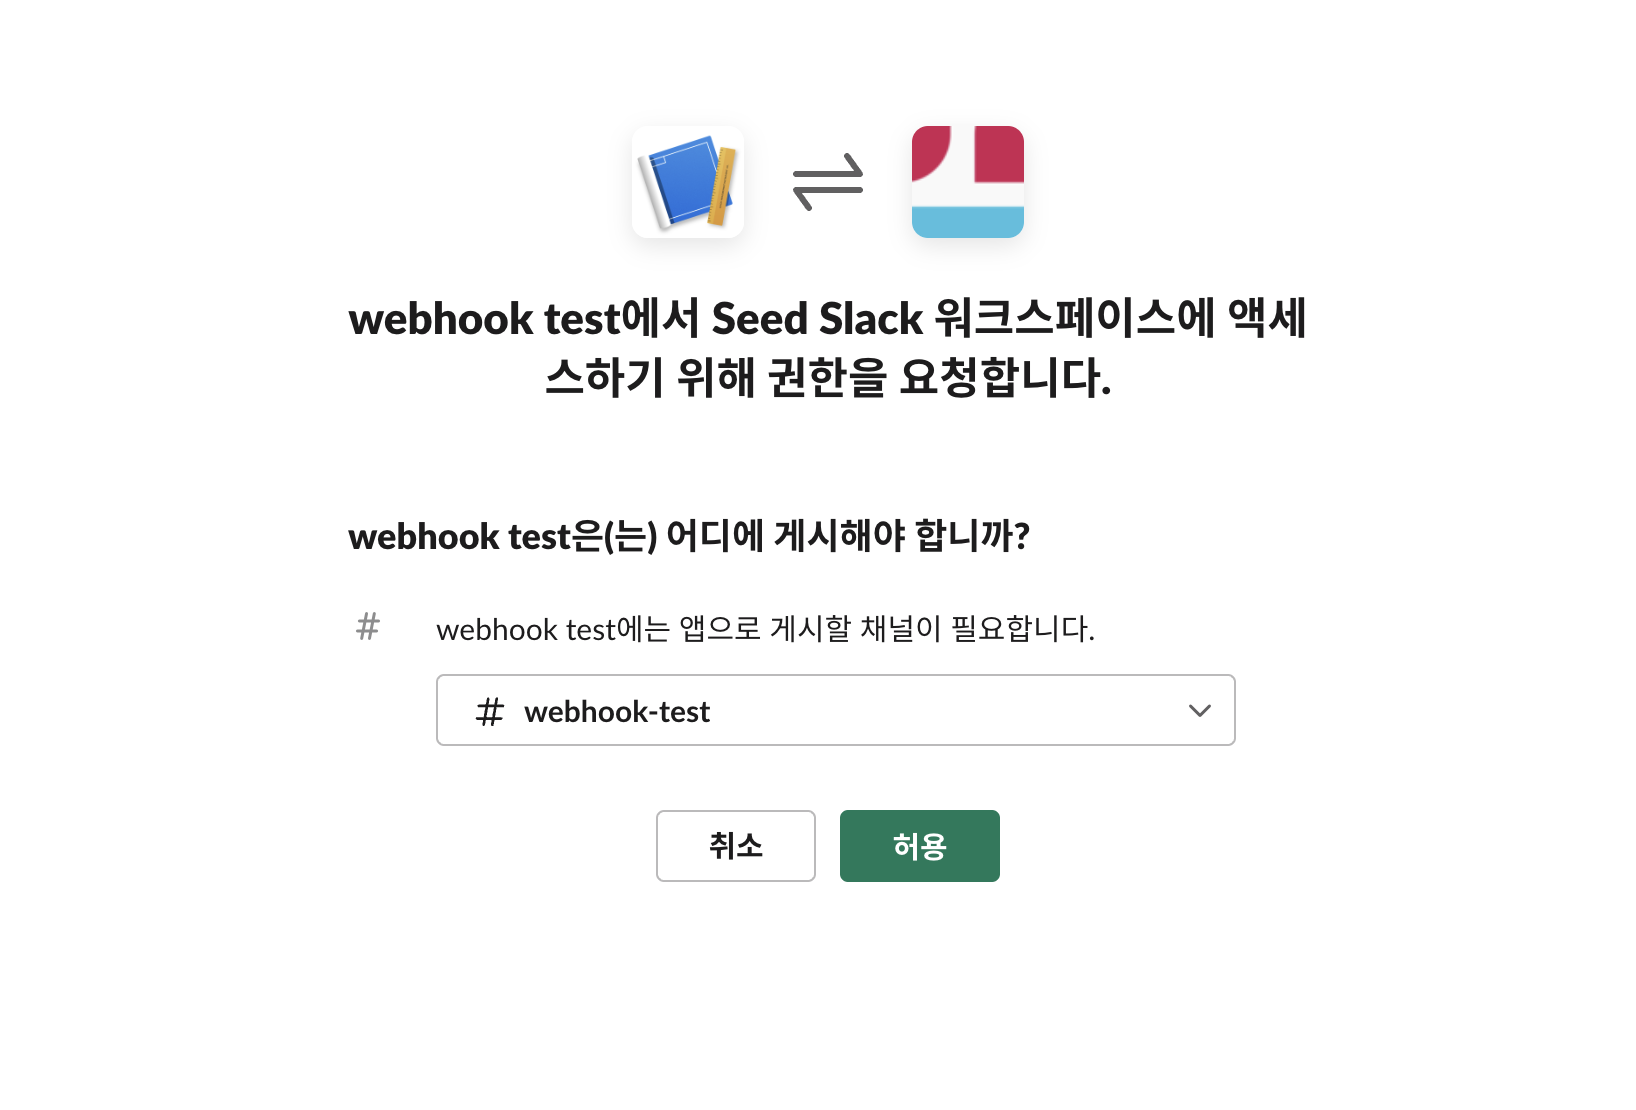 webhook test에서 Seed Slack 워크스페이스에 액세
스하기 위해 권한을 요청합니다.
webhook test은(는) 어디에 게시해야 합니까?
# webhook test에는 앱으로 게시할 채널이 필요합니다.
# webhook-test
취소 허용